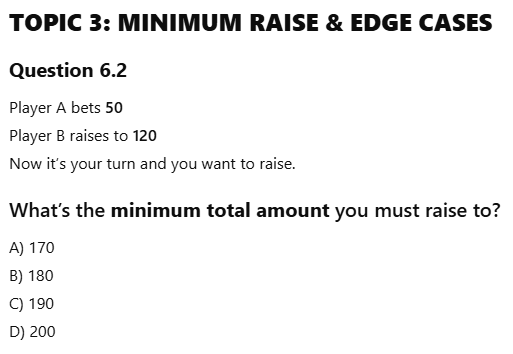 TOPIC 3: MINIMUM RAISE & EDGE CASES
Question 6.2
Player A bets 50
Player B raises to 120
Now it’s your turn and you want to raise.
What’s the minimum total amount you must raise to?
A) 170
B) 180
C) 190
D) 200